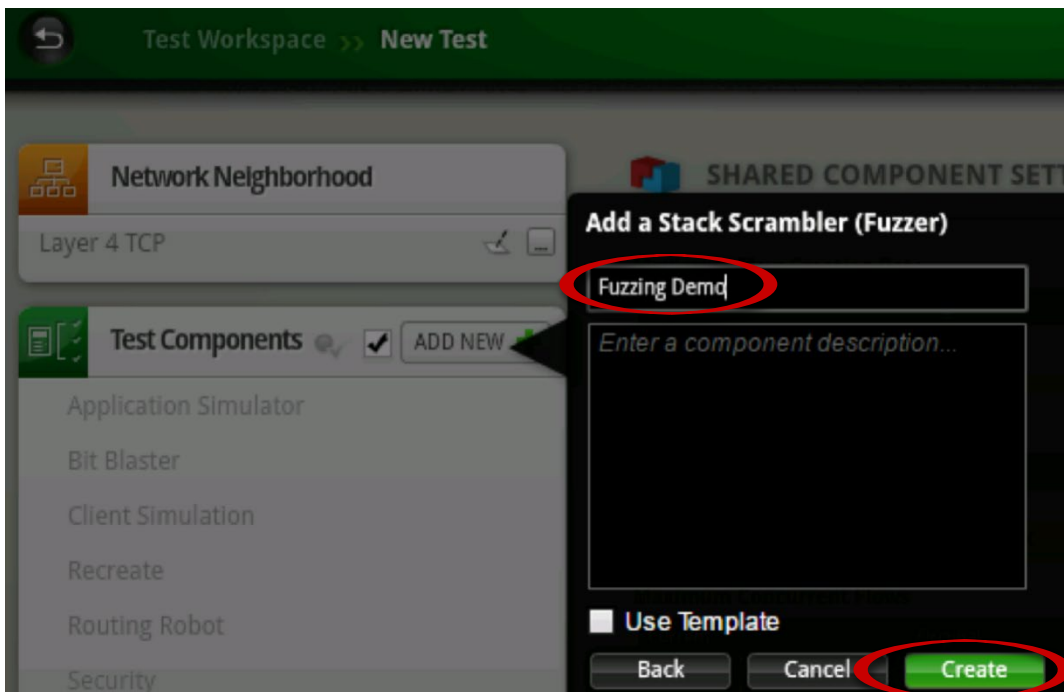 Test Workspace >> New Test
Network Neighborhood
Layer 4 TCP
...
Test Components
ADD NEW
Application Simulator
Bit Blaster
Client Simulation
Recreate
Routing Robot
Security
SHARED COMPONENT SETT
Add a Stack Scrambler (Fuzzer)
Fuzzing Demo
Enter a component description...
Use Template
Back
Cancel
Create